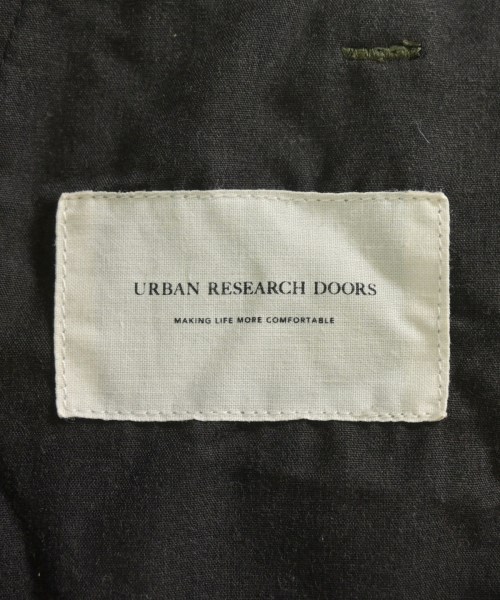 URBAN RESEARCH DOORS
MAKING LIFE MORE COMFORTABLE